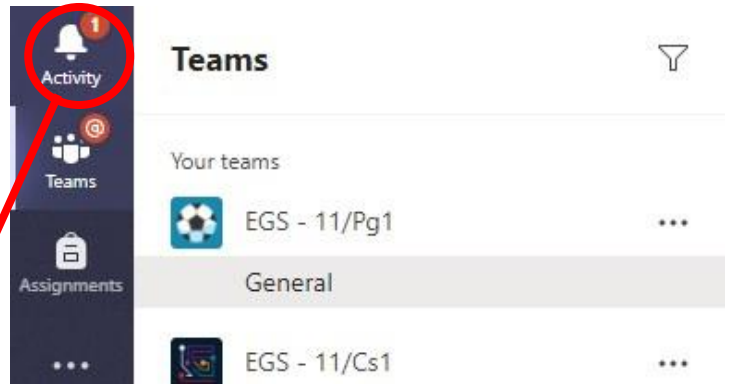 1
Activity
@
Teams
Assignments
...
Teams
Your teams
EGS - 11/Pg1 ...
General
EGS - 11/Cs1 ...